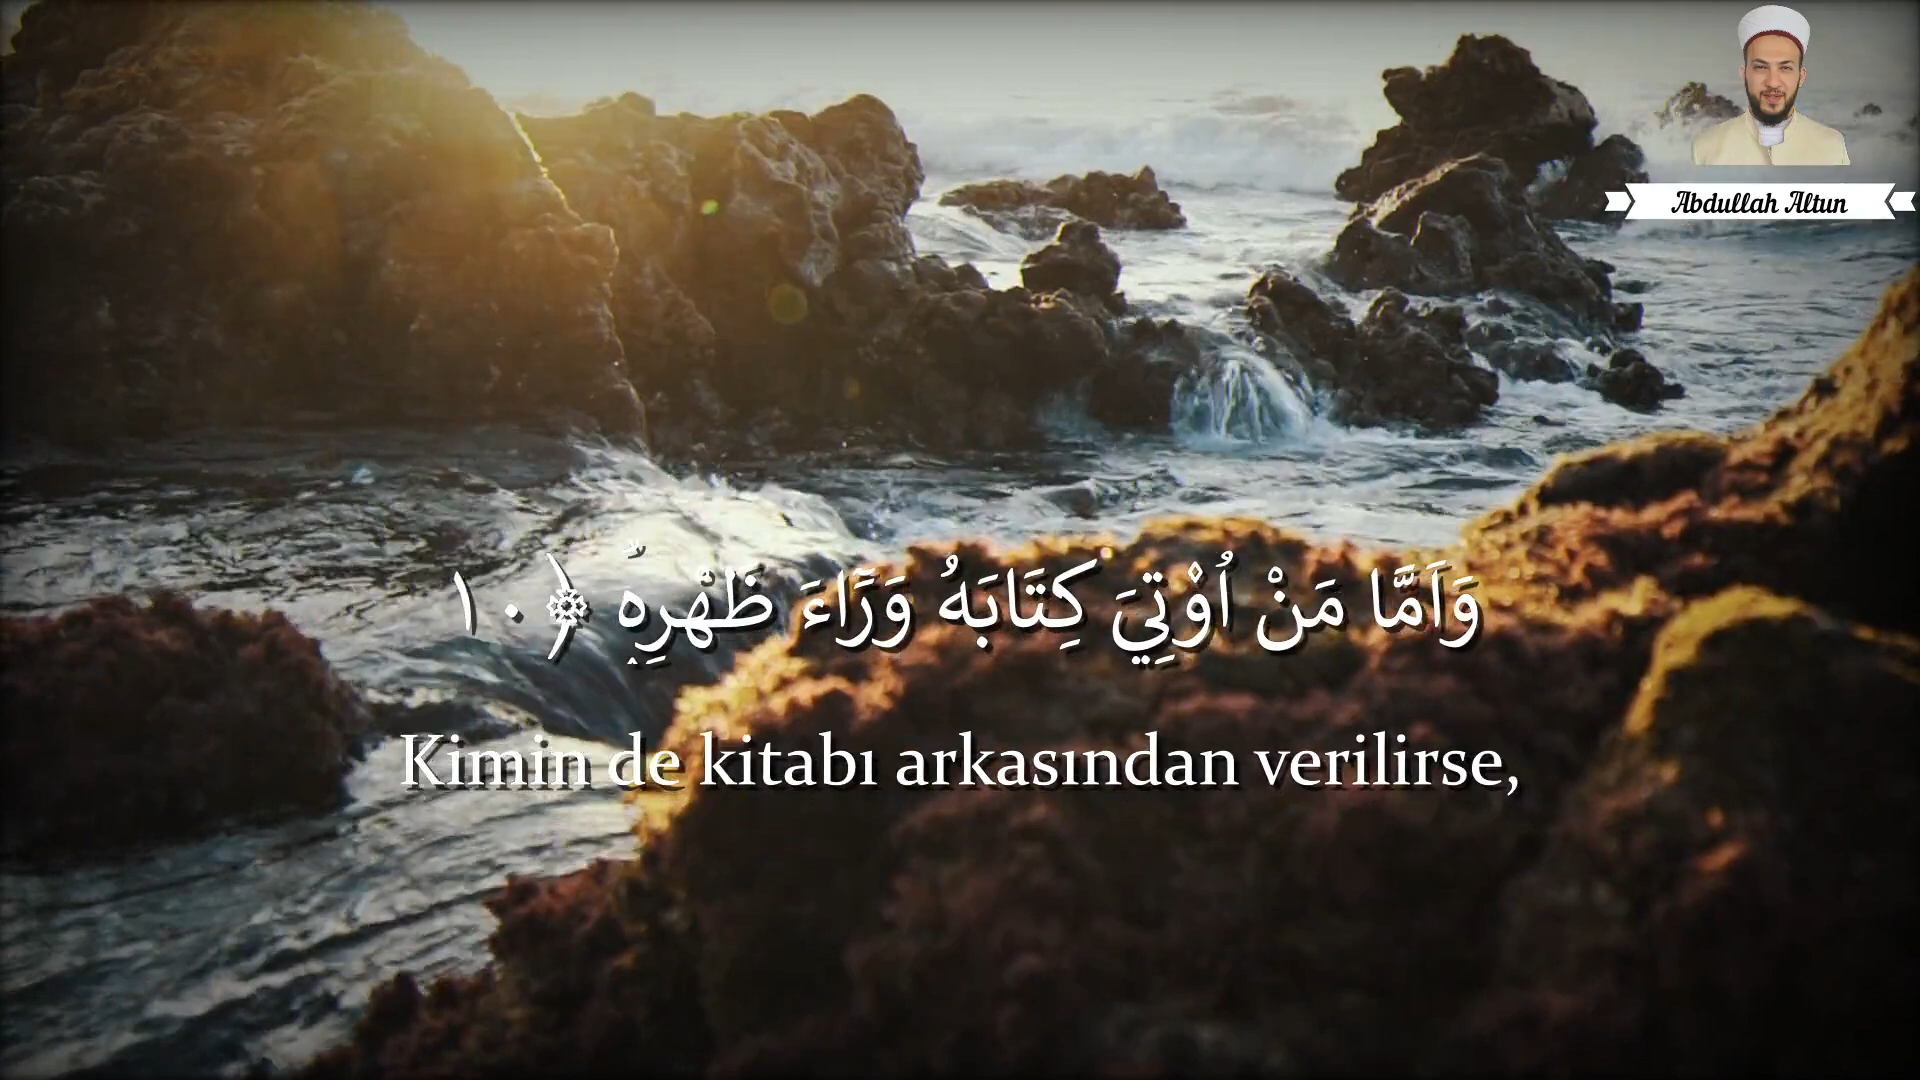 Abdullah Altun
وَاَمَّا مَنْ اُوْتِيَ كِتَابَهُ وَرَٓاءَ ظَهْرِه۪ۙ ﴿١٠
Kimin de kitabı arkasından verilirse,